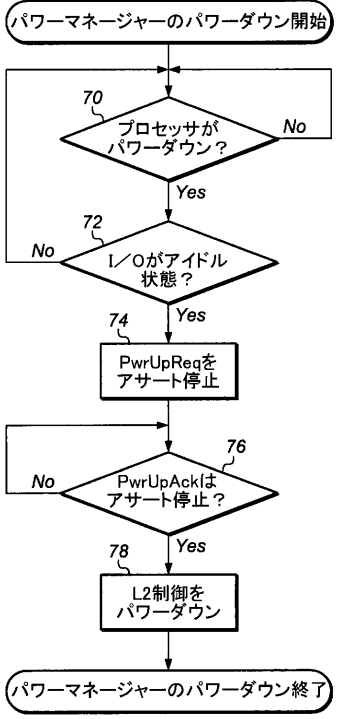 パワーマネージャーのパワーダウン開始
70
プロセッサが
パワーダウン？
No
Yes
72
I／Oがアイドル
状態？
No
Yes
74
PwrUpReqを
アサート停止
76
PwrUpAckは
アサート停止？
No
Yes
78
L2制御を
パワーダウン
パワーマネージャーのパワーダウン終了